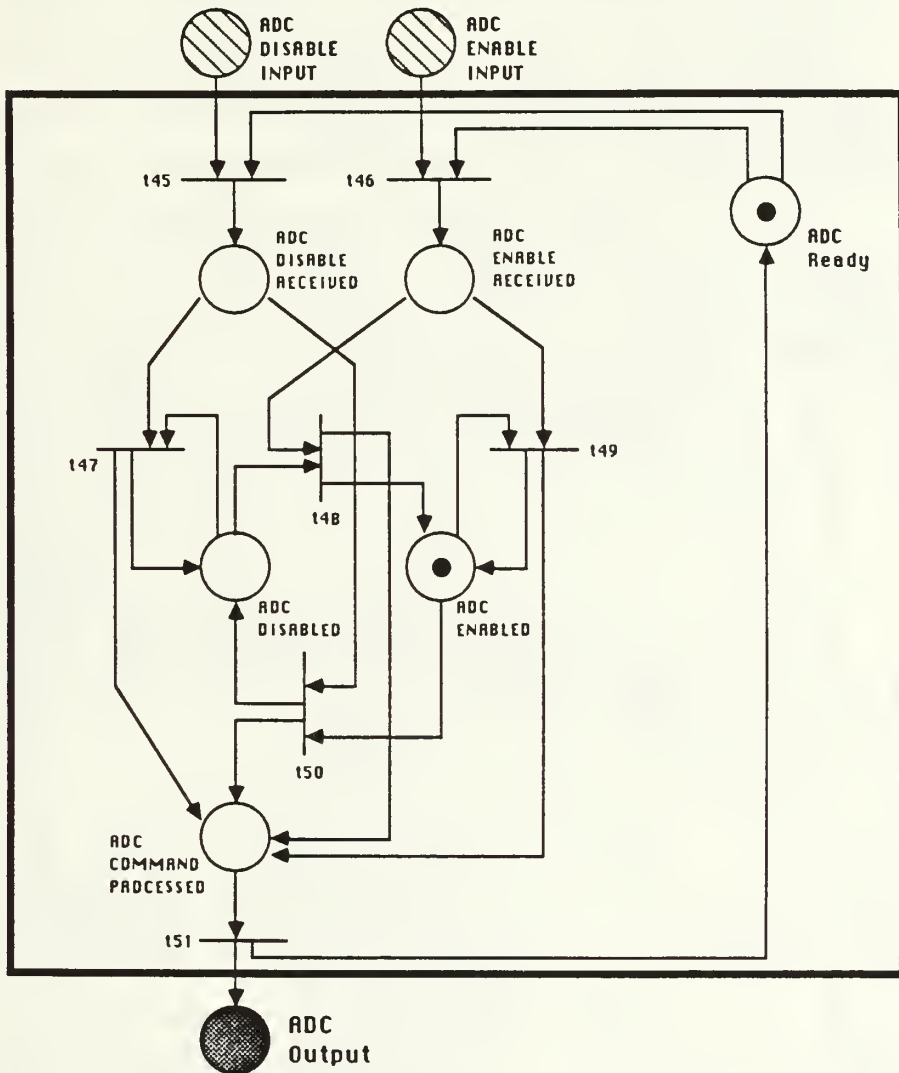 ADC
DISABLE
INPUT
ADC
ENABLE
INPUT
t45
t46
ADC
Ready
ADC
DISABLE
RECEIVED
ADC
ENABLE
RECEIVED
t47
t48
t49
ADC
DISABLED
ADC
ENABLED
t50
ADC
COMMAND
PROCESSED
t51
ADC
Output